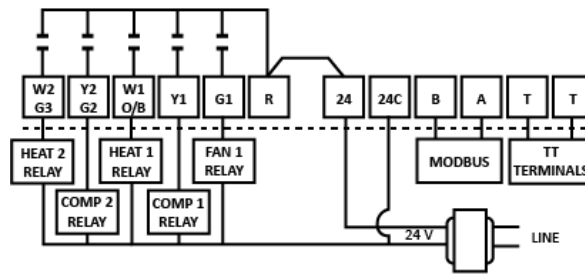 W2 Y2 W1 Y1 G1 R 24 24C B A T T
G3 G2 O/B
HEAT 2 HEAT 1 FAN 1 MODBUS TT
RELAY RELAY RELAY TERMINALS
COMP 2 COMP 1
RELAY RELAY
24 V LINE